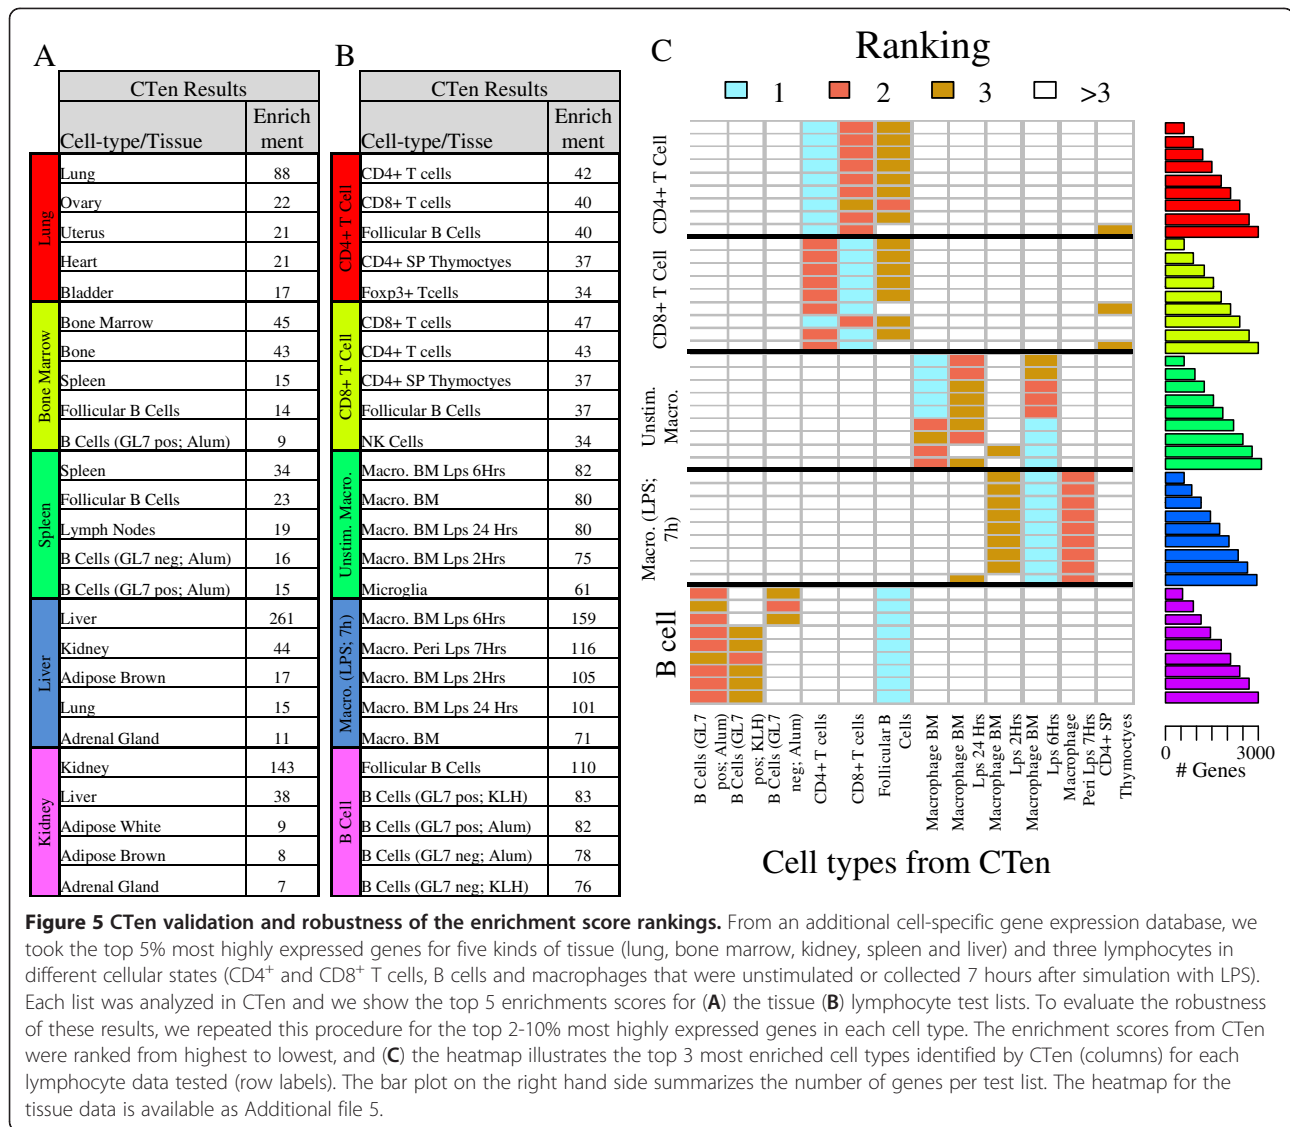 A
CTen Results
Cell-type/Tissue
Enrich
ment
Lung
Lung 88
Ovary 22
Uterus 21
Heart 21
Bladder 17
Bone Marrow
Bone Marrow 45
Bone 43
Spleen 15
Follicular B Cells 14
B Cells (GL7 pos; Alum) 9
Spleen
Spleen 34
Follicular B Cells 23
Lymph Nodes 19
B Cells (GL7 neg; Alum) 16
B Cells (GL7 pos; Alum) 15
Liver
Liver 261
Kidney 44
Adipose Brown 17
Lung 15
Adrenal Gland 11
Kidney
Kidney 143
Liver 38
Adipose White 9
Adipose Brown 8
Adrenal Gland 7
B
CTen Results
Cell-type/Tisse
Enrich
ment
CD4+ T Cell
CD4+ T cells 42
CD8+ T cells 40
Follicular B Cells 40
CD4+ SP Thymoctyes 37
Foxp3+ Tcells 34
CD8+ T Cell
CD8+ T cells 47
CD4+ T cells 43
CD4+ SP Thymoctyes 37
Follicular B Cells 37
NK Cells 34
Unstim. Macro.
Macro. BM Lps 6Hrs 82
Macro. BM 80
Macro. BM Lps 24 Hrs 80
Macro. BM Lps 2Hrs 75
Microglia 61
Macro. (LPS; 7h)
Macro. BM Lps 6Hrs 159
Macro. Peri Lps 7Hrs 116
Macro. BM Lps 2Hrs 105
Macro. BM Lps 24 Hrs 101
Macro. BM 71
B Cell
Follicular B Cells 110
B Cells (GL7 pos; KLH) 83
B Cells (GL7 pos; Alum) 82
B Cells (GL7 neg; Alum) 78
B Cells (GL7 neg; KLH) 76
C
Ranking
1 2 3 >3
CD4+ T Cell
CD8+ T Cell
Unstim.
Macro.
Macro. (LPS;
7h)
B cell
B Cells (GL7
pos; Alum)
B Cells (GL7
pos; KLH)
B Cells (GL7
neg; Alum)
CD4+ T cells
CD8+ T cells
Follicular B
Cells
Macrophage BM
Macrophage BM
Lps 24 Hrs
Macrophage BM
Lps 2Hrs
Macrophage BM
Lps 6Hrs
Macrophage
Peri Lps 7Hrs
CD4+ SP
Thymoctyes
Cell types from CTen
0 3000
# Genes
Figure 5 CTen validation and robustness of the enrichment score rankings. From an additional cell-specific gene expression database, we
took the top 5% most highly expressed genes for five kinds of tissue (lung, bone marrow, kidney, spleen and liver) and three lymphocytes in
different cellular states (CD4⁺ and CD8⁺ T cells, B cells and macrophages that were unstimulated or collected 7 hours after simulation with LPS).
Each list was analyzed in CTen and we show the top 5 enrichments scores for (A) the tissue (B) lymphocyte test lists. To evaluate the robustness
of these results, we repeated this procedure for the top 2-10% most highly expressed genes in each cell type. The enrichment scores from CTen
were ranked from highest to lowest, and (C) the heatmap illustrates the top 3 most enriched cell types identified by CTen (columns) for each
lymphocyte data tested (row labels). The bar plot on the right hand side summarizes the number of genes per test list. The heatmap for the
tissue data is available as Additional file 5.